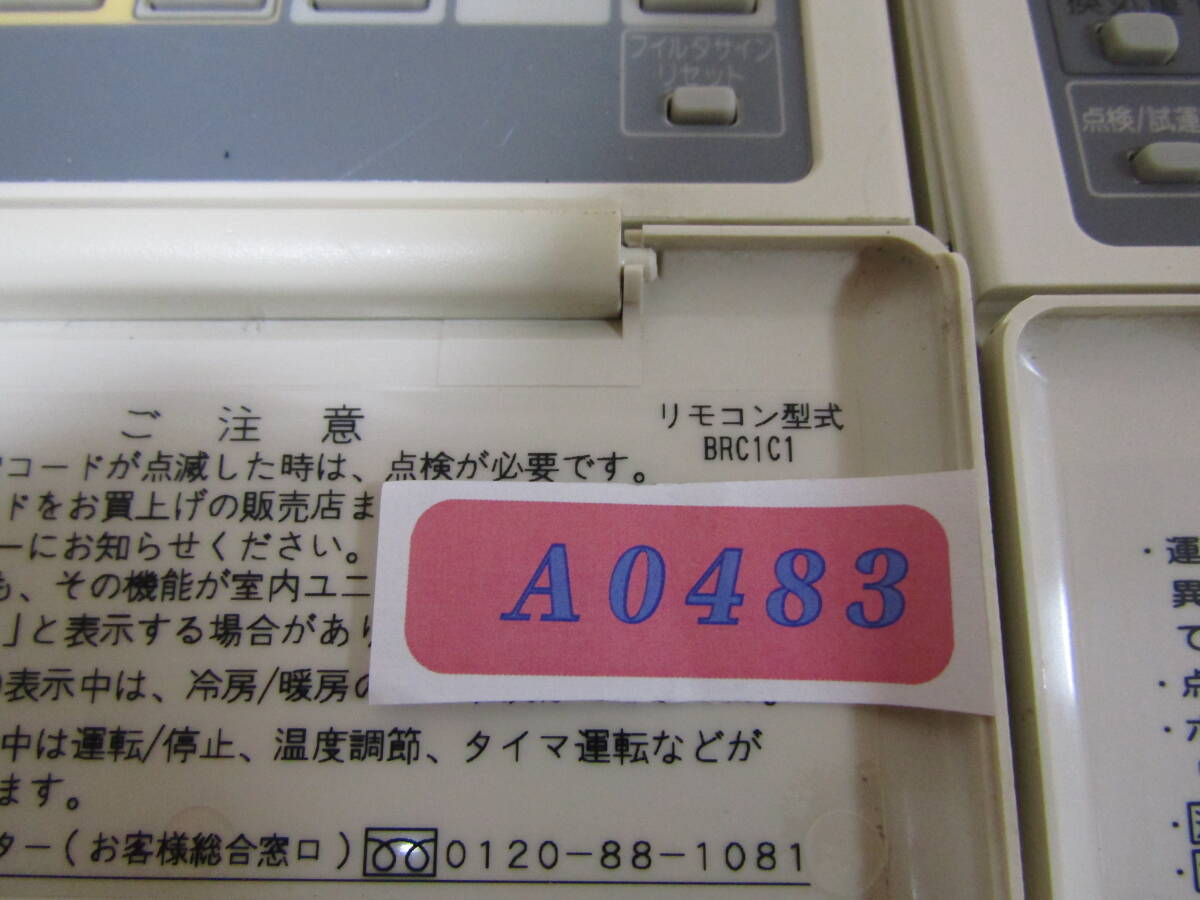 フイルタサイン
リセット
点検/試運
ご注意
リモコン型式
BRC1C1
コードが点滅した時は、点検が必要です。
ドをお買上げの販売店ま
ーにお知らせください。
A0483
も、その機能が室内ユニ
」と表示する場合があり
表示中は、冷房/暖房の
中は運転/停止、温度調節、タイマ運転などが
ます。
ター(お客様総合窓口) 0120-88-1081
・運
異
て
・点